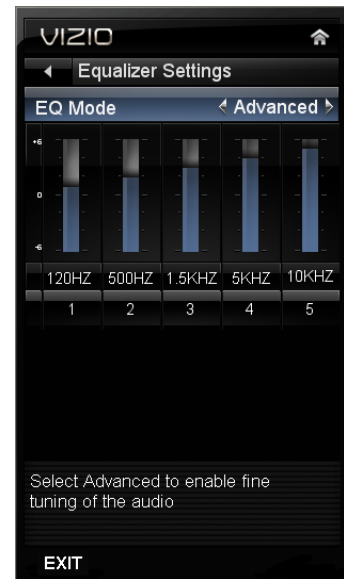 VIZIO
Equalizer Settings
EQ Mode Advanced
+6
0
-6
120HZ 500HZ 1.5KHZ 5KHZ 10KHZ
1 2 3 4 5
Select Advanced to enable fine
tuning of the audio
EXIT